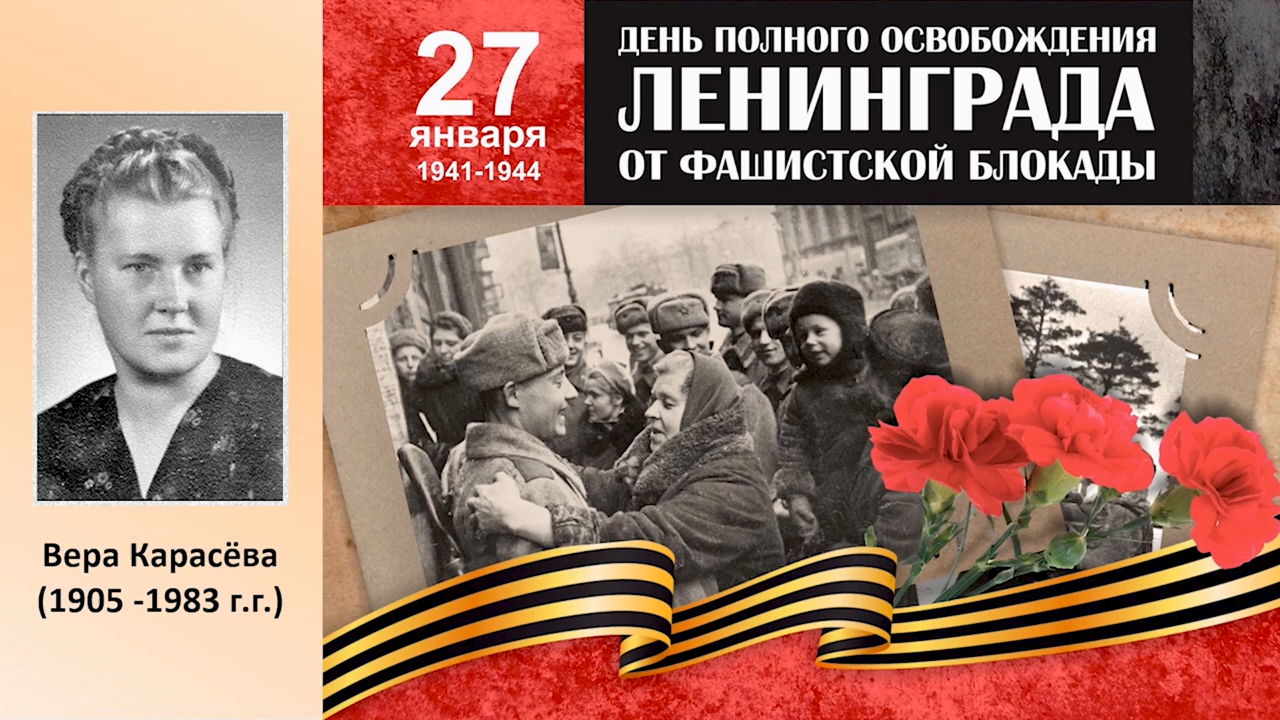 27
января
1941-1944
ДЕНЬ ПОЛНОГО ОСВОБОЖДЕНИЯ
ЛЕНИНГРАДА
ОТ ФАШИСТСКОЙ БЛОКАДЫ
Вера Карасёва
(1905 -1983 г.г.)